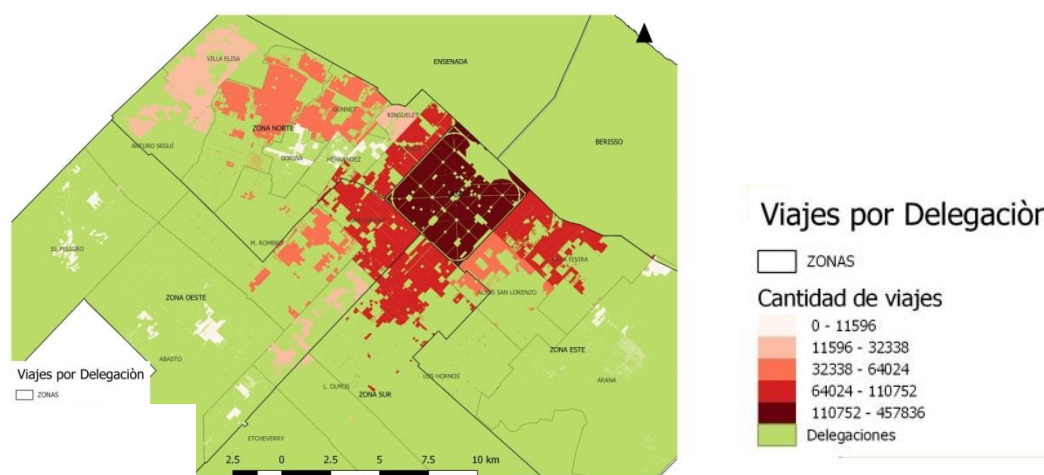 VILLA ELISA
ENSENADA
GONNET
RINGUELET
ZONA NORTE
BERISSO
ARTURO SEGUÍ
GORINA
HERNANDEZ
M. ROMERO
EL PELIGRO
VILLA ELVIRA
ALTOS SAN LORENZO
ZONA OESTE
ZONA ESTE
ABASTO
LOS HORNOS
ARANA
L. OLMOS
ZONA SUR
ETCHEVERRY
Viajes por Delegaciòn
ZONAS
2.5 0 2.5 5 7.5 10 km
Viajes por Delegaciòn
ZONAS
Cantidad de viajes
0 - 11596
11596 - 32338
32338 - 64024
64024 - 110752
110752 - 457836
Delegaciones